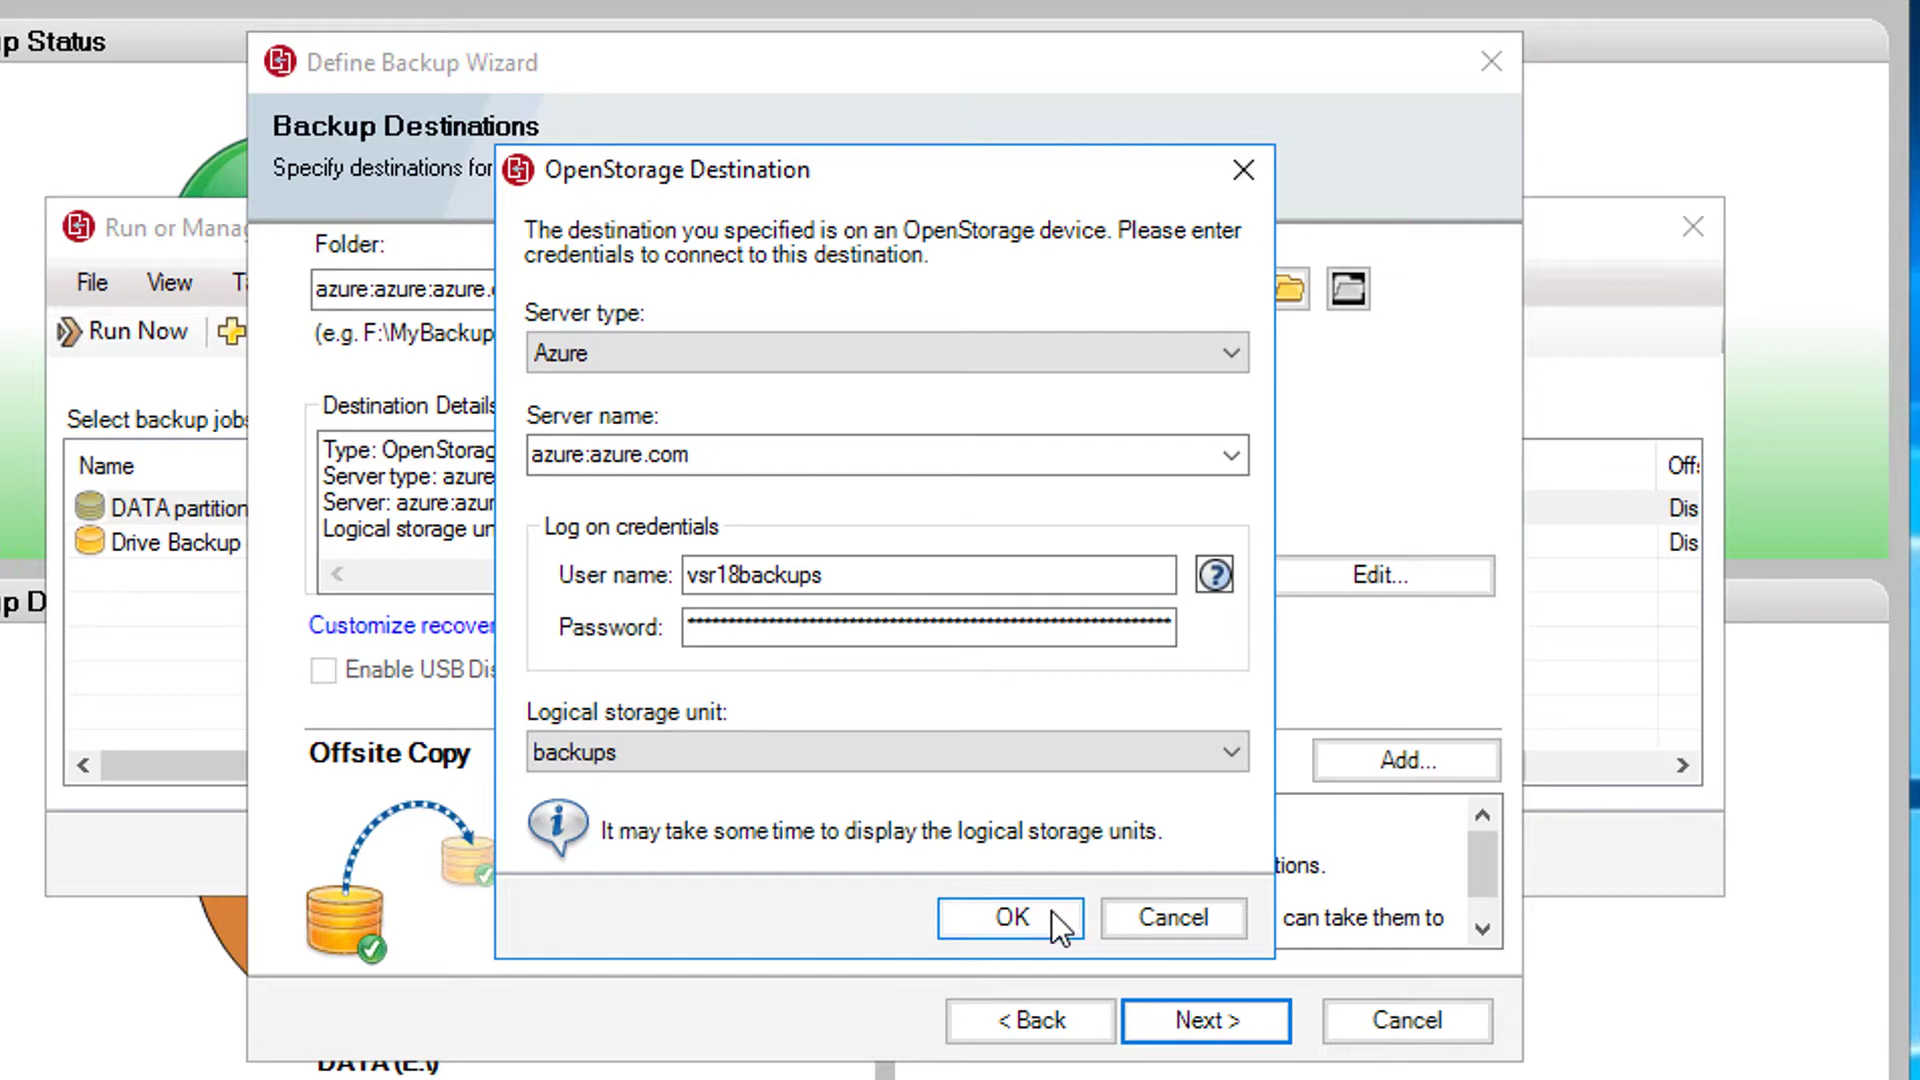 p Status
Define Backup Wizard
Backup Destinations
Specify destinations for
OpenStorage Destination
The destination you specified is on an OpenStorage device. Please enter
credentials to connect to this destination.
Run or Manag
File View T
Run Now
Select backup jobs
Name
DATA partition
Drive Backup
Folder:
azure:azure:azure.
(e.g. F:\MyBackup
Destination Details
Type: OpenStorag
Server type: azure
Server: azure:azur
Logical storage un
Edit...
Customize recover
Enable USB Dis
Server type:
Azure
Server name:
azure:azure.com
Log on credentials
User name: vsr18backups
Password: ************************************************************
Logical storage unit:
backups
It may take some time to display the logical storage units.
OK Cancel
Off
Dis
Dis
p D
Offsite Copy
Add...
tions.
can take them to
< Back Next > Cancel
DATA (E:\)